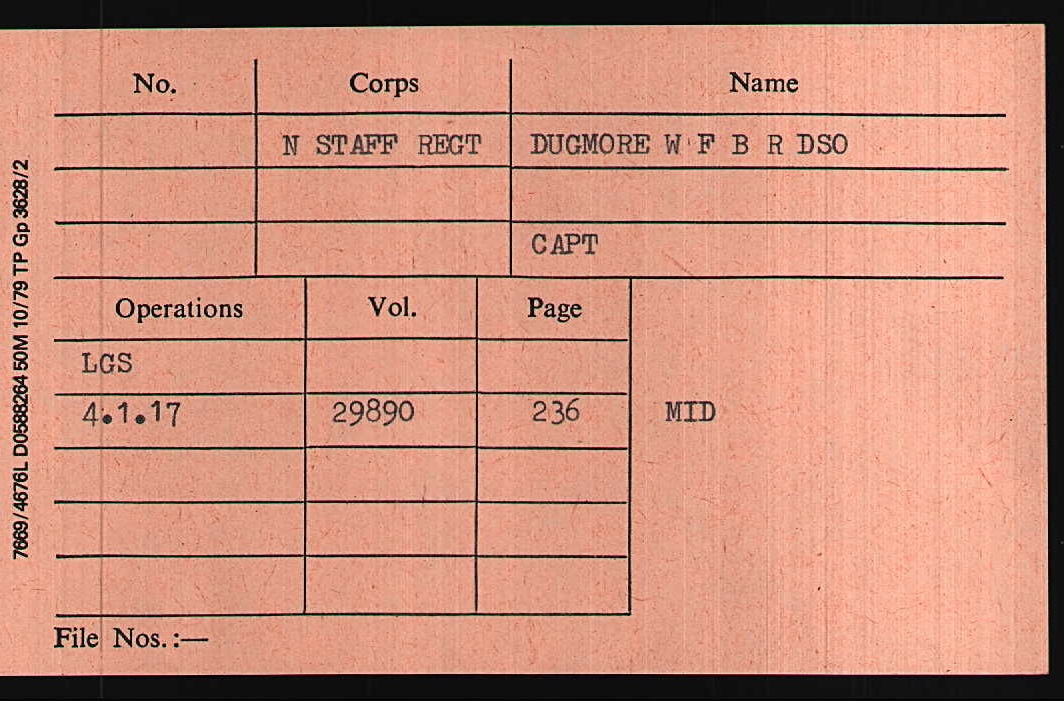 No. Corps Name
N STAFF REGT DUGMORE W F B R DSO
CAPT
Operations Vol. Page
LGS
4.1.17 29890 236 MID
File Nos.:—
7669/4676L D0588264 50M 10/79 TP Gp 3628/2